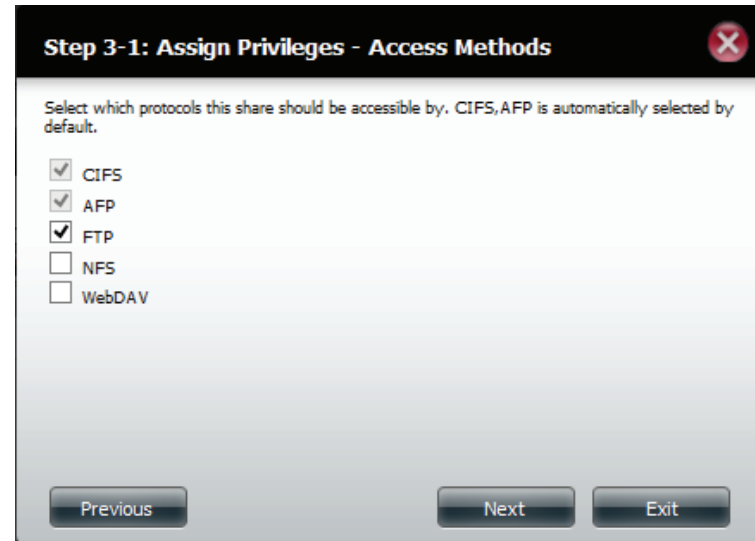 Step 3-1: Assign Privileges - Access Methods
Select which protocols this share should be accessible by. CIFS,AFP is automatically selected by
default.
CIFS
AFP
FTP
NFS
WebDAV
Previous
Next
Exit